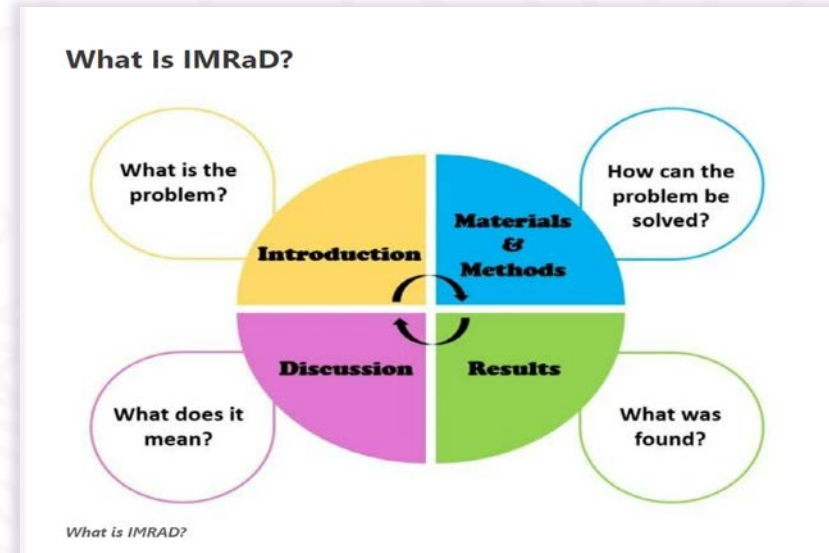 What Is IMRaD?
What is the
problem?
How can the
problem be
solved?
Introduction
Materials
&
Methods
Discussion
Results
What does it
mean?
What was
found?
What is IMRAD?